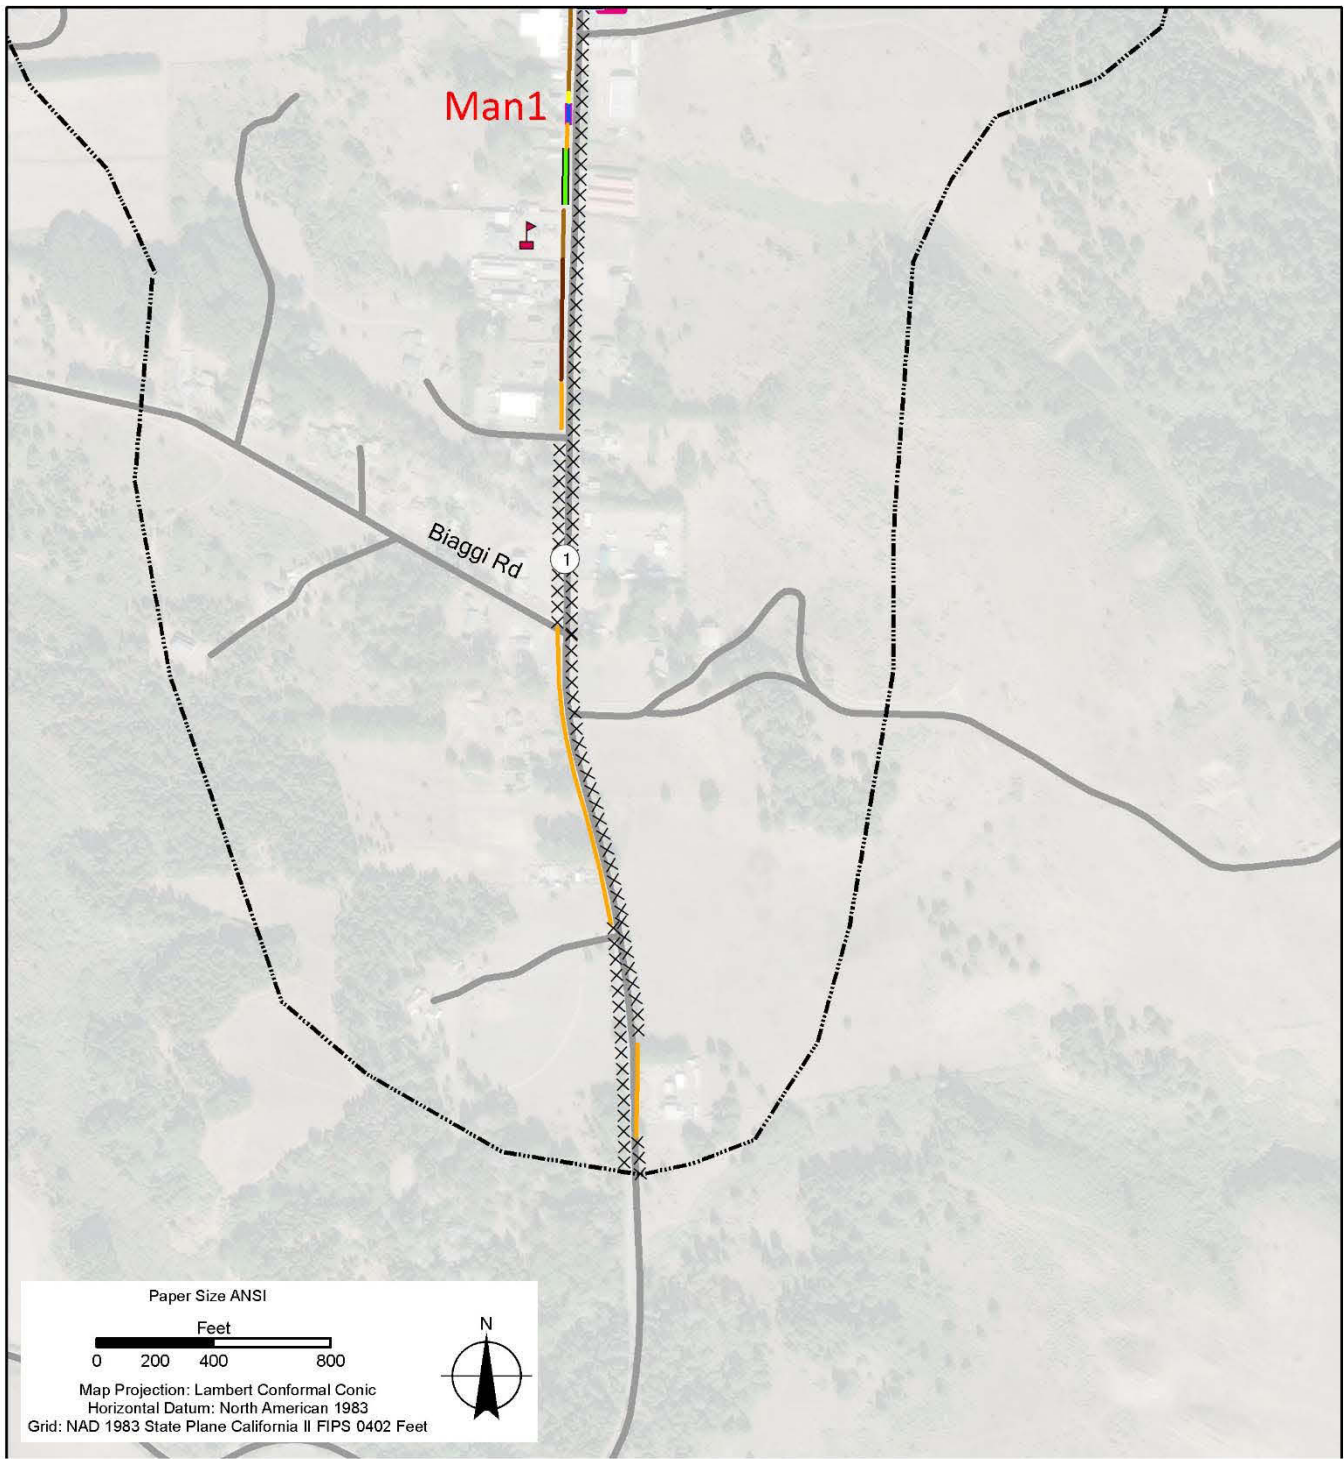 Man1
Biaggi Rd
1
Paper Size ANSI
Feet
0 200 400 800
N
Map Projection: Lambert Conformal Conic
Horizontal Datum: North American 1983
Grid: NAD 1983 State Plane California II FIPS 0402 Feet